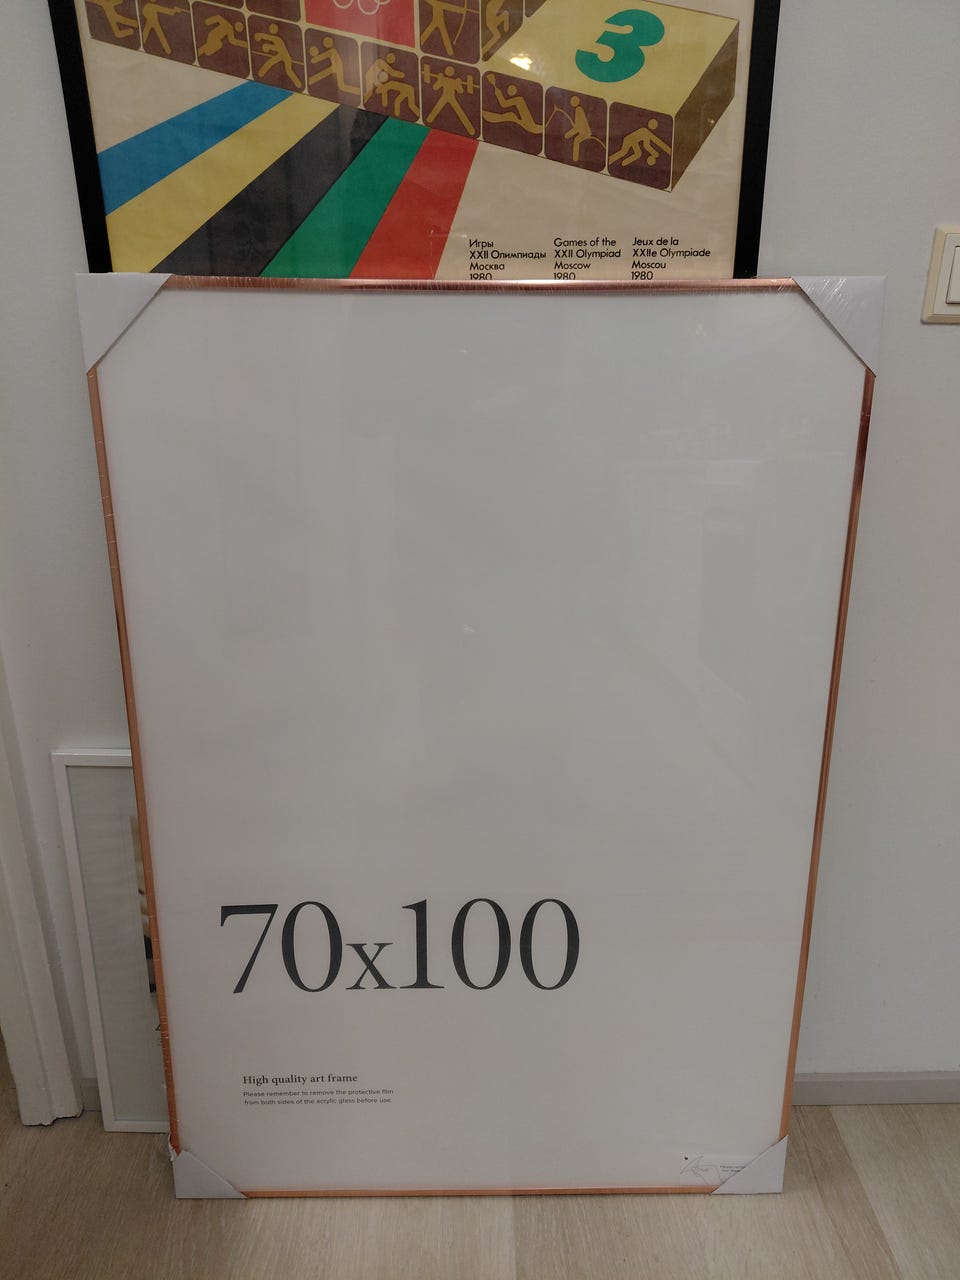 3
Игры
XXII Олимпиады
Москва
1980
Games of the
XXII Olympiad
Moscow
1980
Jeux de la
XXIIe Olympiade
Moscou
1980
70x100
High quality art frame
Please remember to remove the protective film
from both sides of the acrylic glass before use.